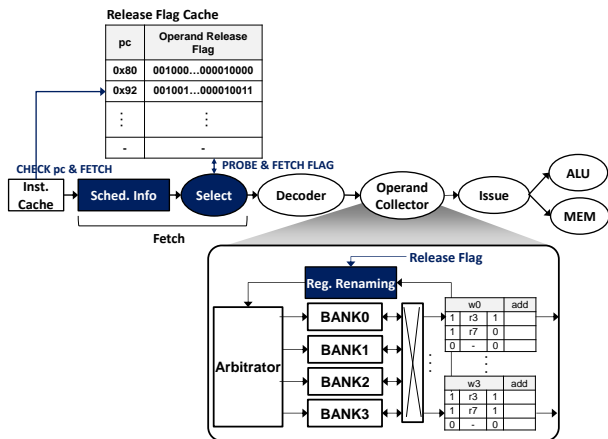 Release Flag Cache
pc
Operand Release
Flag
0x80
001000...000010000
0x92
001001...000010011
⋮
⋮
-
-
CHECK pc & FETCH
PROBE & FETCH FLAG
Inst.
Cache
Sched. Info
Select
Decoder
Operand
Collector
Issue
ALU
MEM
Fetch
Release Flag
Reg. Renaming
Arbitrator
BANK0
BANK1
BANK2
BANK3
⋮
w0
add
1 r3 1
1 r7 0
0 - 0
⋮
w3
add
1 r3 1
1 r7 1
0 - 0